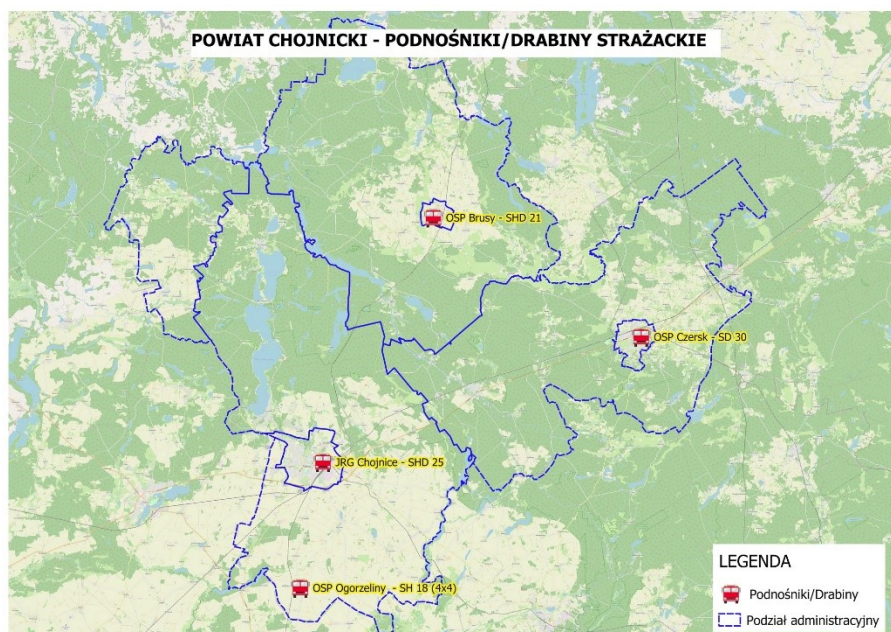 POWIAT CHOJNICKI - PODNOŚNIKI/DRABINY STRAŻACKIE
OSP Brusy - SHD 21
OSP Czersk - SD 30
JRG Chojnice - SHD 25
OSP Ogorzeliny - SH 18 (4x4)
LEGENDA
Podnośniki/Drabiny
Podział administracyjny